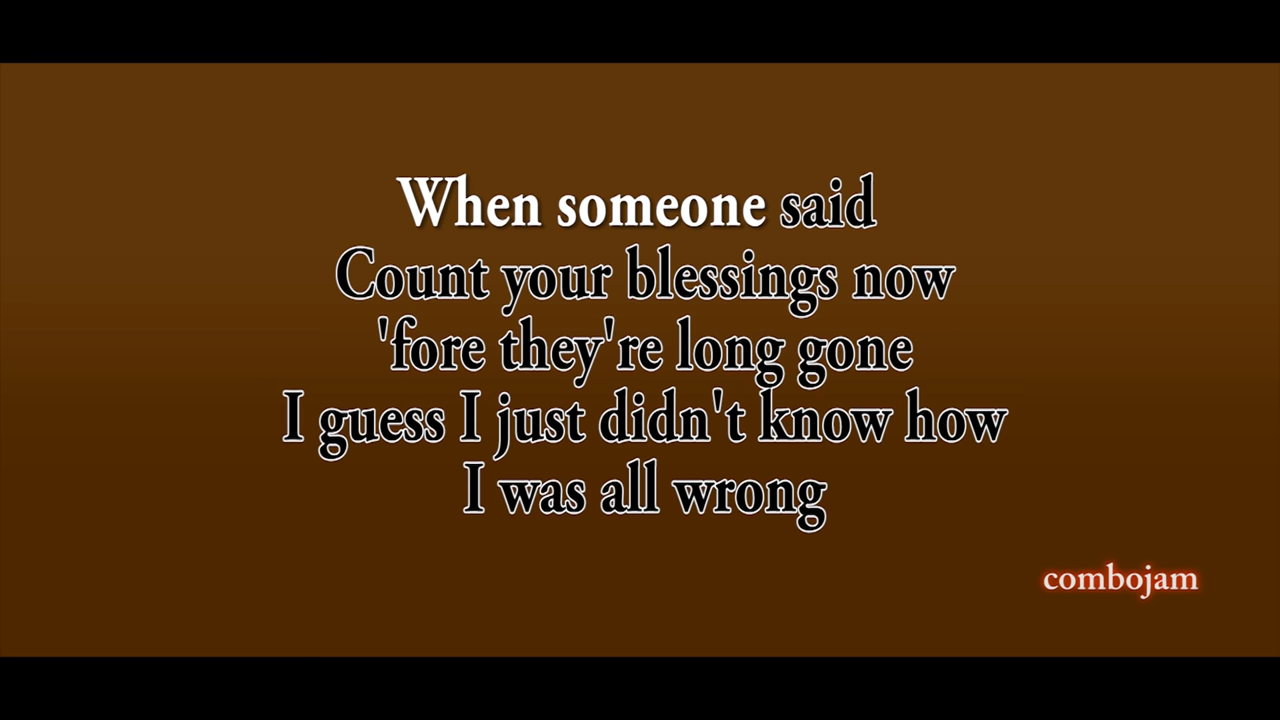 When someone said
Count your blessings now
'fore they're long gone
I guess I just didn't know how
I was all wrong
combojam